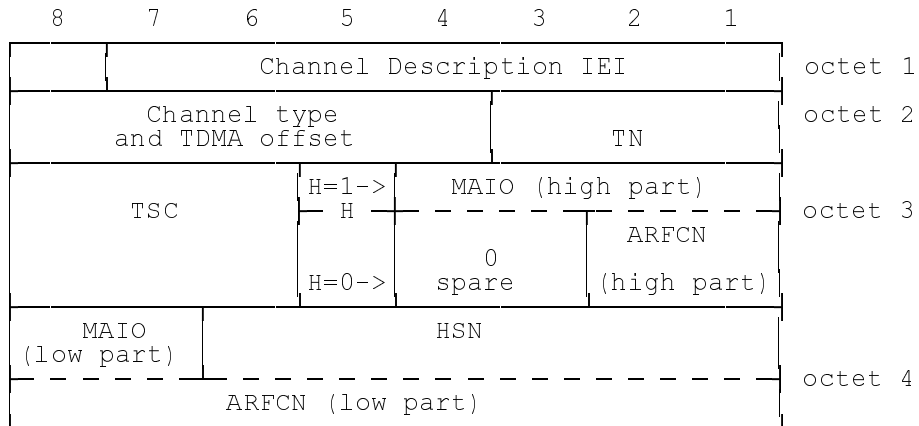 8 7 6 5 4 3 2 1
Channel Description IEI octet 1
Channel type octet 2
and TDMA offset TN
H=1-> MAIO (high part)
TSC H octet 3
ARFCN
0
H=0-> spare (high part)
MAIO HSN
(low part)
octet 4
ARFCN (low part)